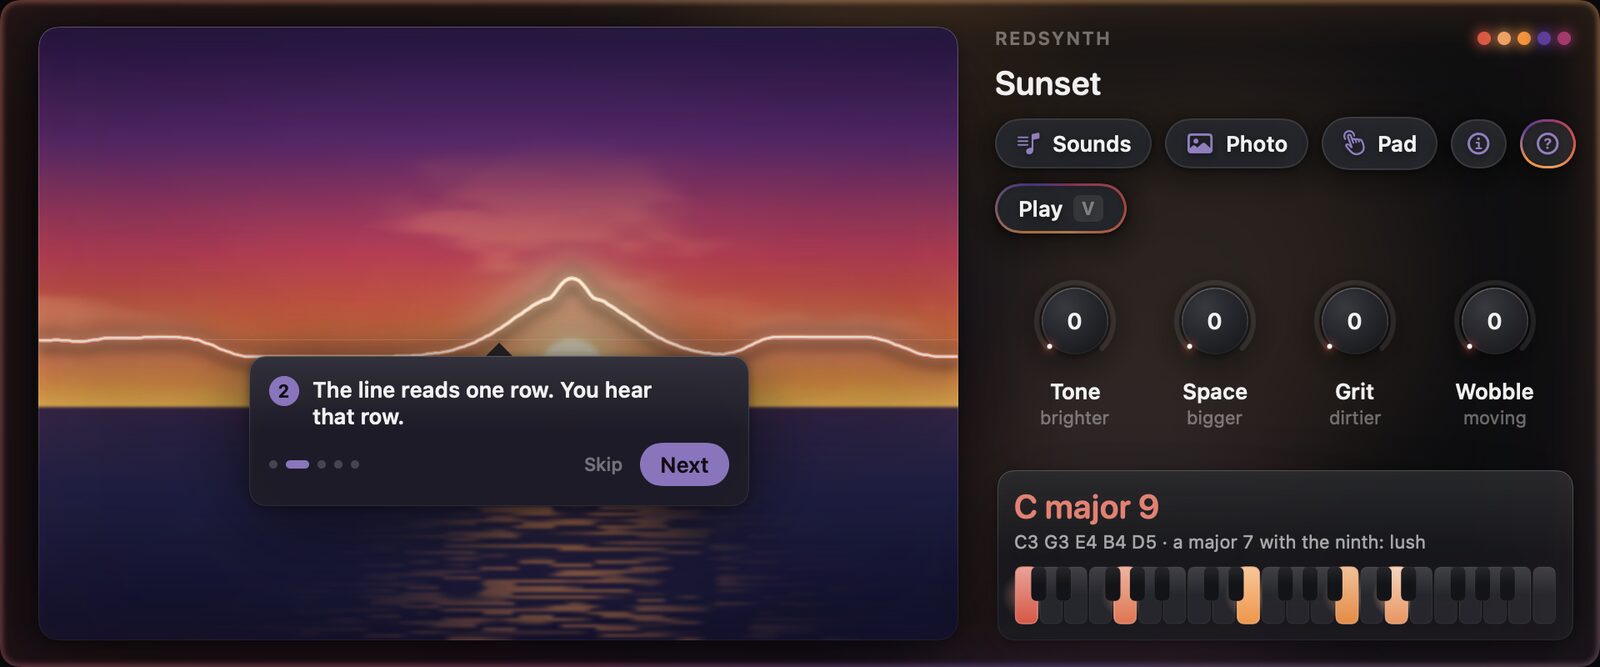 REDSYNTH
Sunset
Sounds
Photo
Pad
Play V
2 The line reads one row. You hear
that row.
Skip
Next
0
0
0
0
Tone
Space
Grit
Wobble
brighter
bigger
dirtier
moving
C major 9
C3 G3 E4 B4 D5 · a major 7 with the ninth: lush